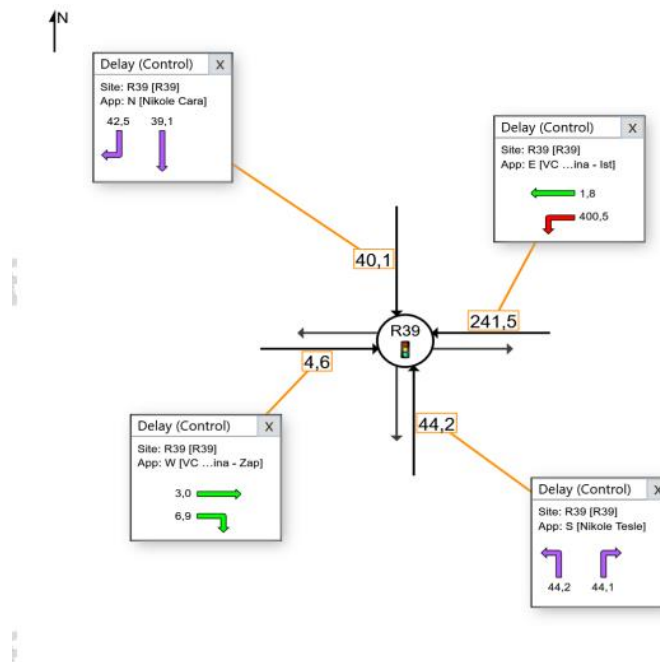 N
Delay (Control) X
Site: R39 [R39]
App: N [Nikole Cara]
42,5 39,1
Delay (Control) X
Site: R39 [R39]
App: E [VC ...ina - Ist]
1,8
400,5
40,1
R39
241,5
4,6
44,2
Delay (Control) X
Site: R39 [R39]
App: W [VC ...ina - Zap]
3,0
6,9
Delay (Control) X
Site: R39 [R39]
App: S [Nikole Tesle]
44,2 44,1